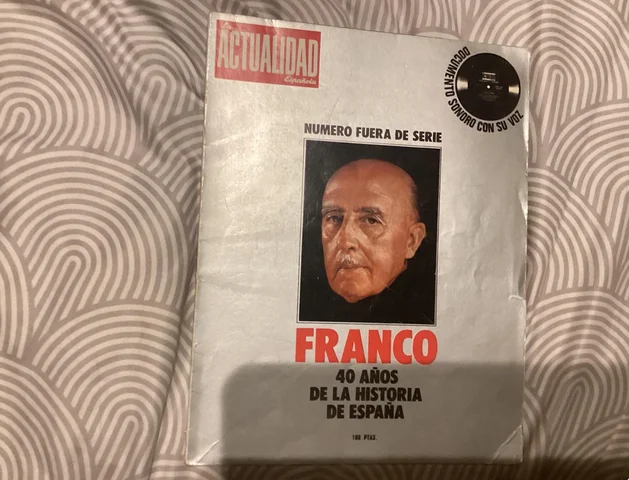 La
ACTUALIDAD
Española
DOCUMENTO SONORO CON SU VOZ
NUMERO FUERA DE SERIE
FRANCO
40 AÑOS
DE LA HISTORIA
DE ESPAÑA
100 PTAS.